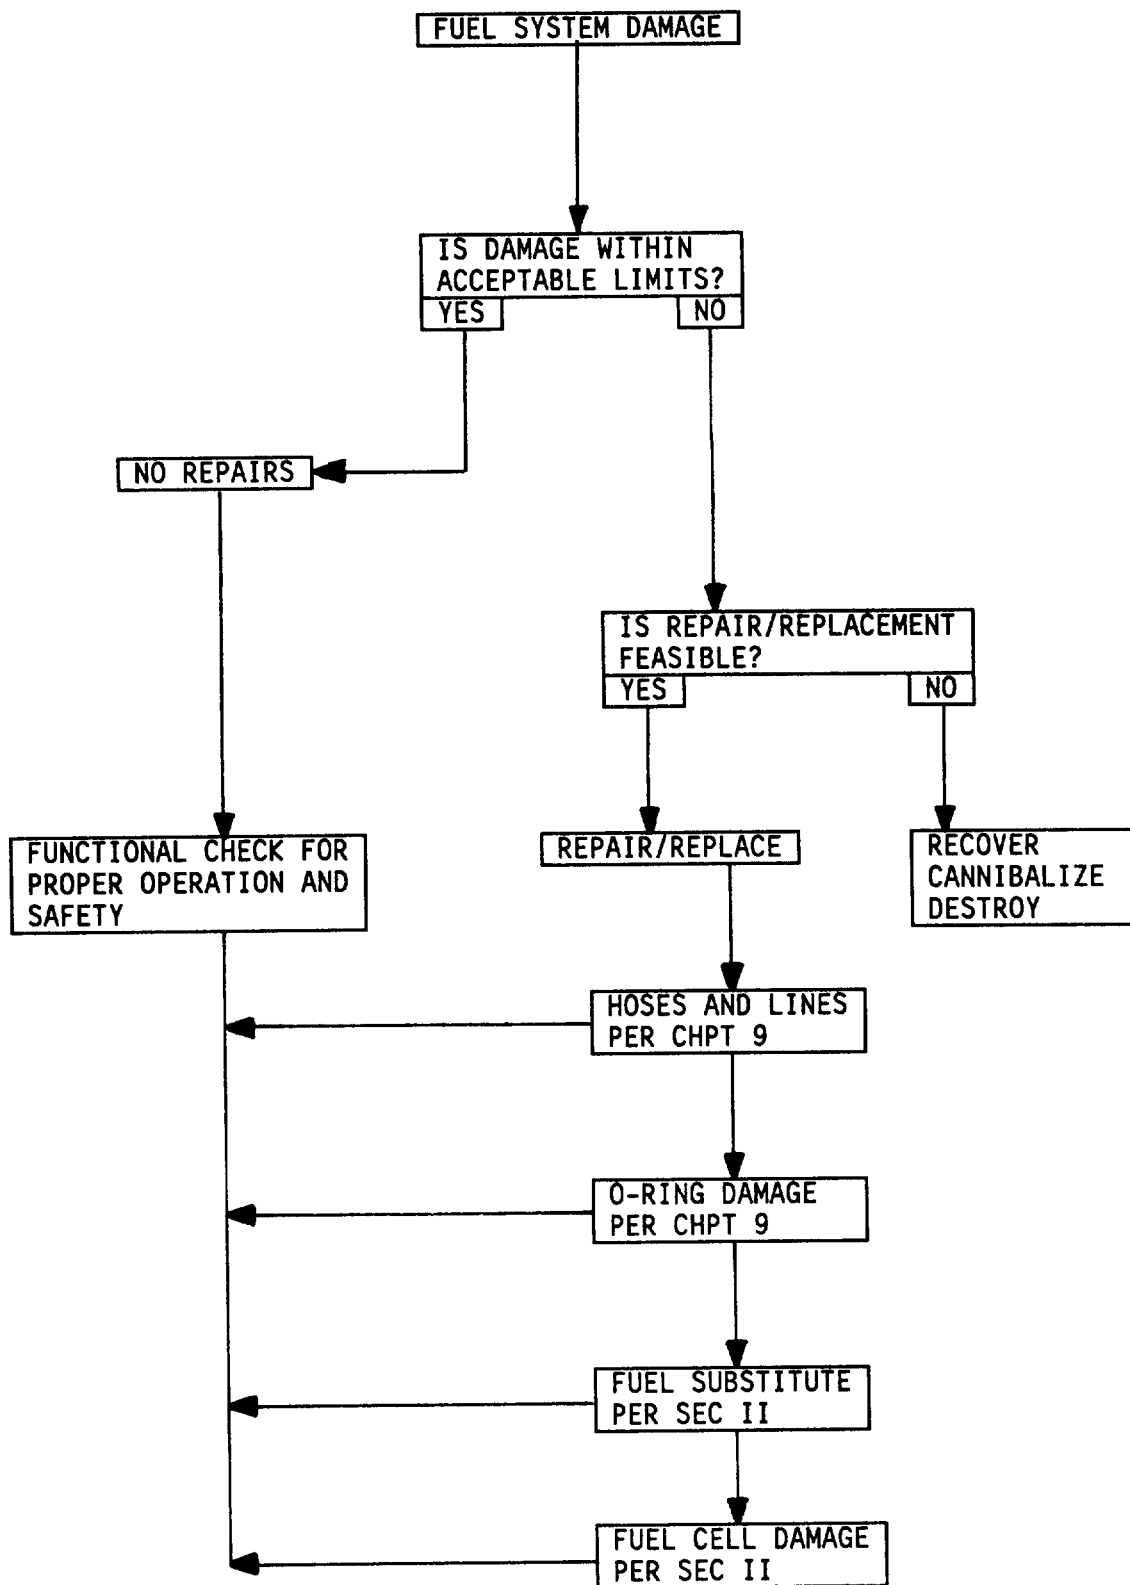 FUEL SYSTEM DAMAGE
IS DAMAGE WITHIN
ACCEPTABLE LIMITS?
YES
NO
NO REPAIRS
IS REPAIR/REPLACEMENT
FEASIBLE?
YES
NO
FUNCTIONAL CHECK FOR
PROPER OPERATION AND
SAFETY
REPAIR/REPLACE
RECOVER
CANNIBALIZE
DESTROY
HOSES AND LINES
PER CHPT 9
O-RING DAMAGE
PER CHPT 9
FUEL SUBSTITUTE
PER SEC II
FUEL CELL DAMAGE
PER SEC II